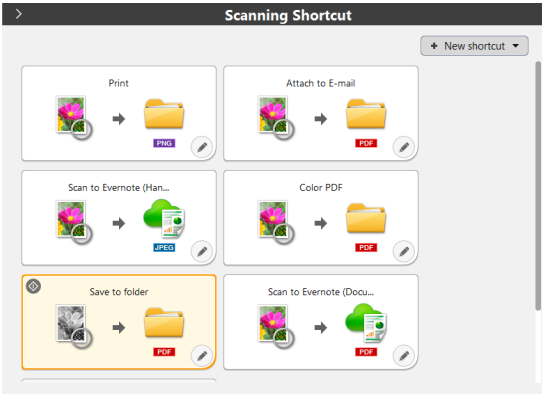 Scanning Shortcut
+ New shortcut
Print
PNG
Attach to E-mail
PDF
Scan to Evernote (Han...
JPEG
Color PDF
PDF
Save to folder
PDF
Scan to Evernote (Docu...
PDF